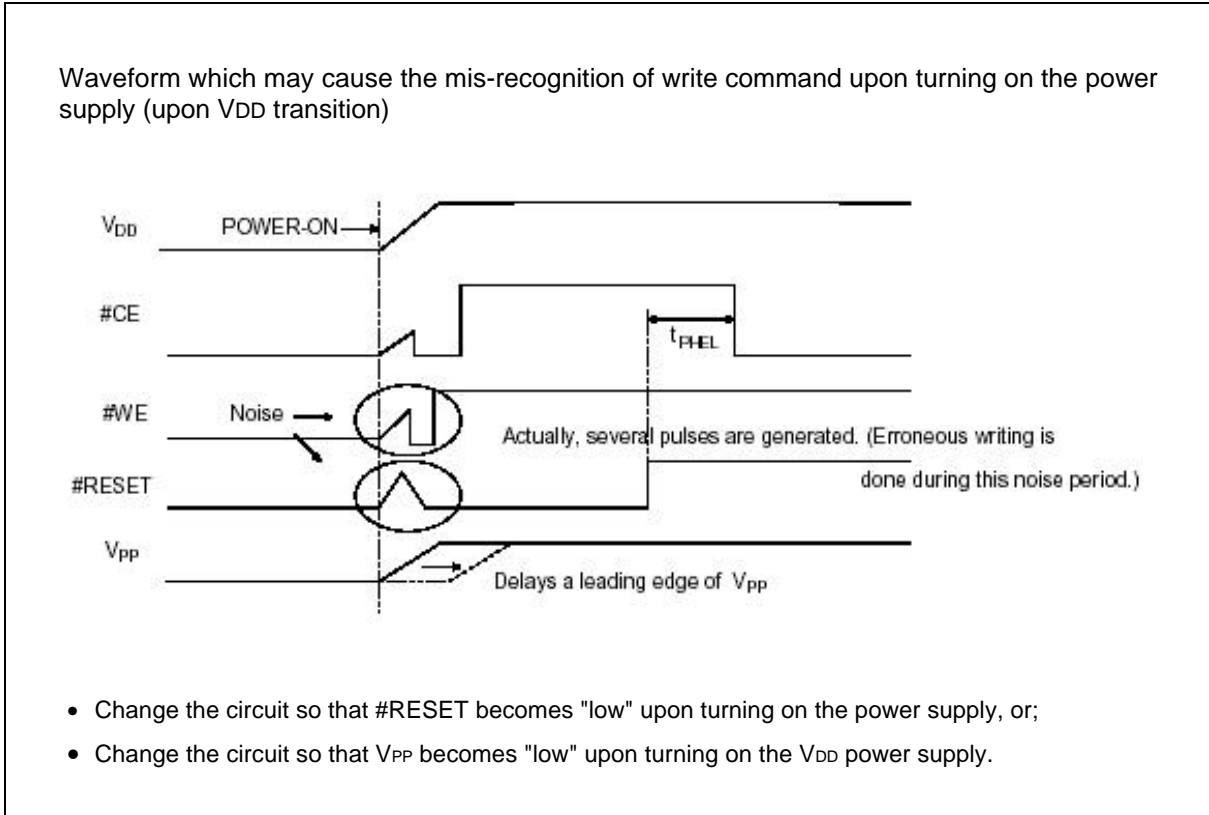 Waveform which may cause the mis-recognition of write command upon turning on the power
supply (upon VDD transition)
VDD
POWER-ON
#CE
tPHEL
#WE
Noise
Actually, several pulses are generated. (Erroneous writing is
#RESET
done during this noise period.)
VPP
Delays a leading edge of VPP
• Change the circuit so that #RESET becomes "low" upon turning on the power supply, or;
• Change the circuit so that VPP becomes "low" upon turning on the VDD power supply.